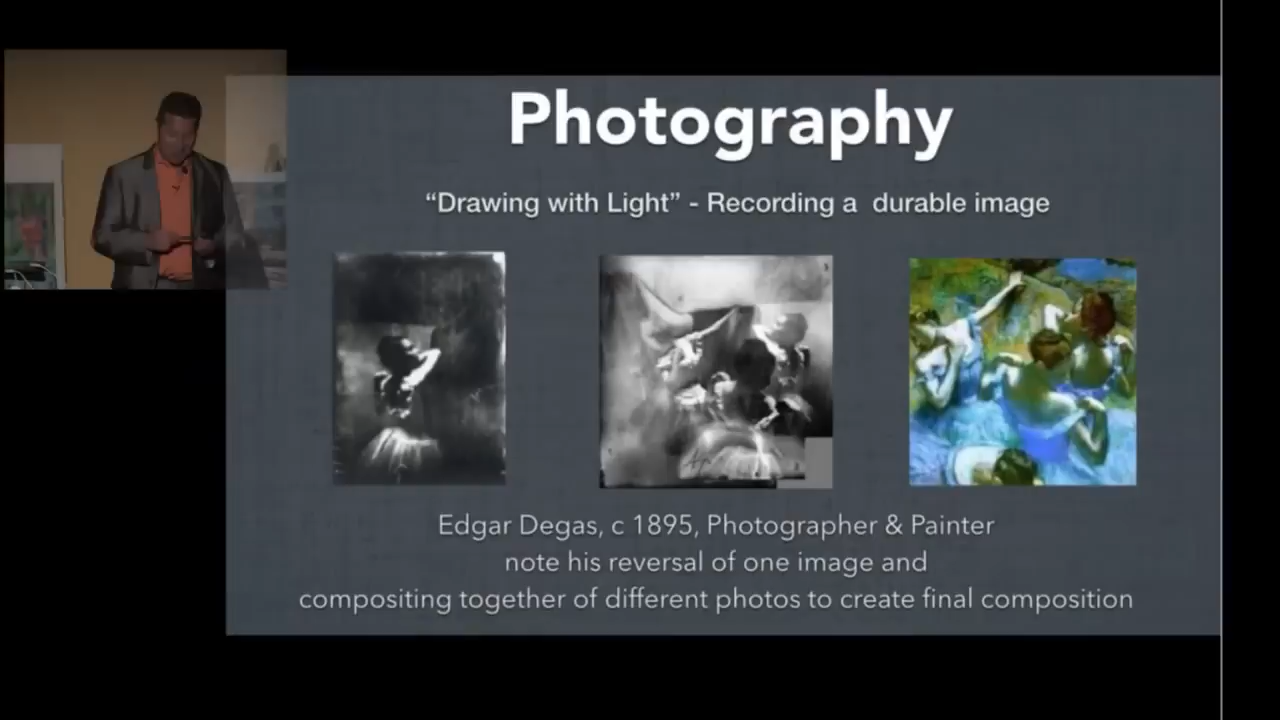 Photography
“Drawing with Light” - Recording a durable image
Edgar Degas, c 1895, Photographer & Painter
note his reversal of one image and
compositing together of different photos to create final composition